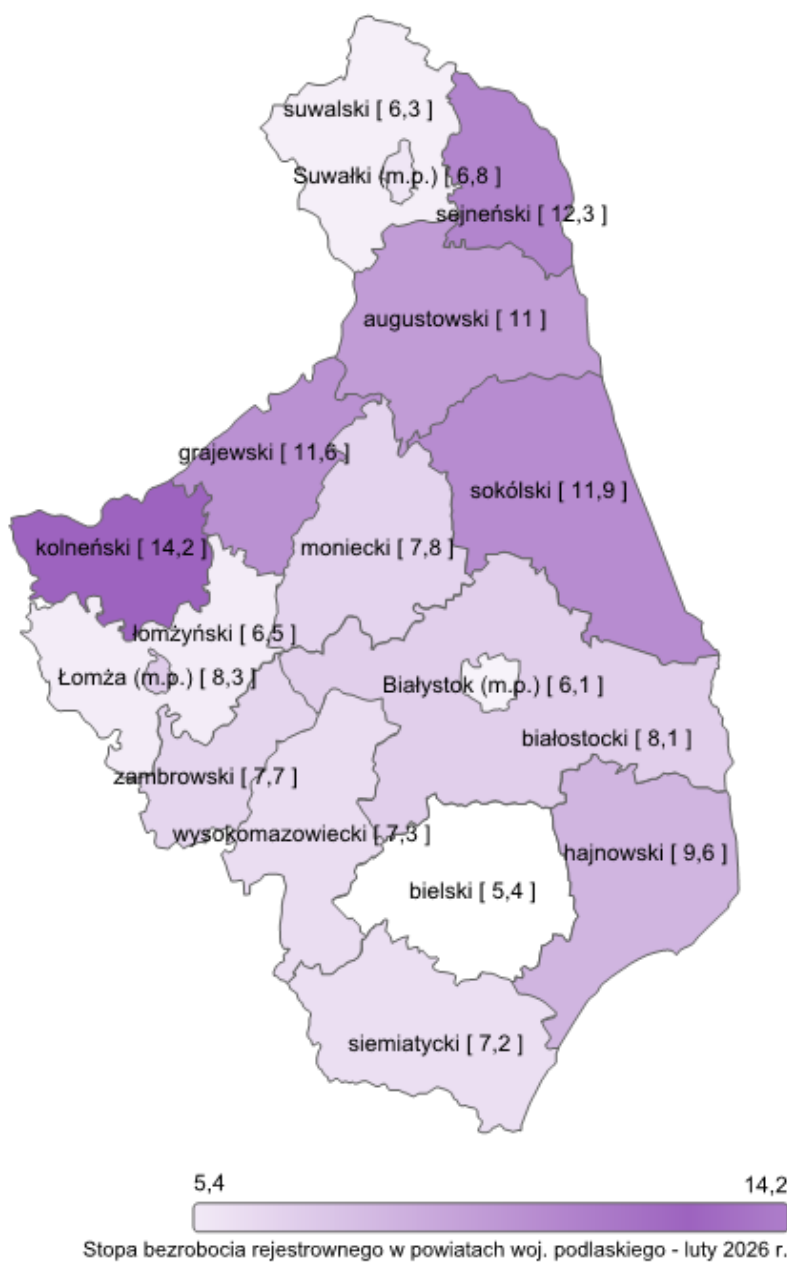 suwalski [ 6,3 ]
Suwałki (m.p.) [ 6,8 ]
sejneński [ 12,3 ]
augustowski [ 11 ]
grajewski [ 11,6 ]
sokólski [ 11,9 ]
kolneński [ 14,2 ]
moniecki [ 7,8 ]
łomżyński [ 6,5 ]
Łomża (m.p.) [ 8,3 ]
Białystok (m.p.) [ 6,1 ]
białostocki [ 8,1 ]
zambrowski [ 7,7 ]
wysokomazowiecki [ 7,3 ]
hajnowski [ 9,6 ]
bielski [ 5,4 ]
siemiatycki [ 7,2 ]
5,4
14,2
Stopa bezrobocia rejestrownego w powiatach woj. podlaskiego - luty 2026 r.